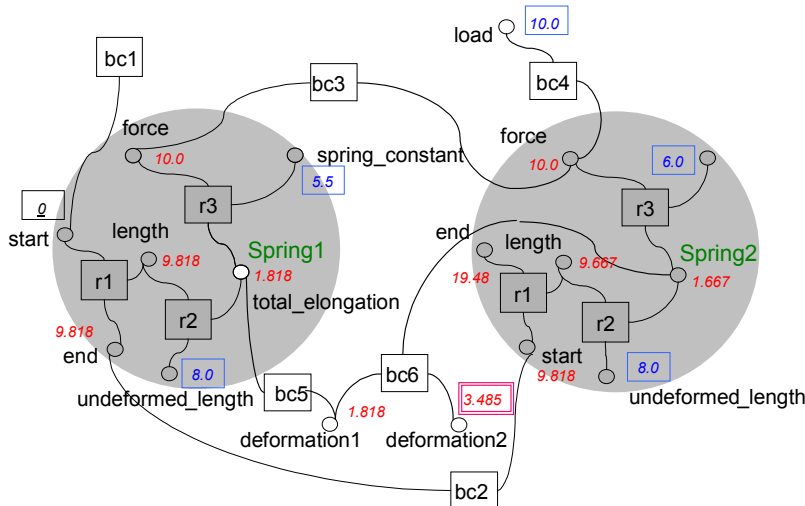 load
10.0
bc1
bc3
bc4
force
force
10.0
spring_constant
10.0
6.0
5.5
0
r3
r3
start
length
Spring1
end
length
Spring2
9.818
1.818
9.667
1.667
r1
total_elongation
19.48
r1
9.818
r2
r2
end
start
8.0
bc6
9.818
8.0
undeformed_length
bc5
3.485
undeformed_length
1.818
deformation1
deformation2
bc2